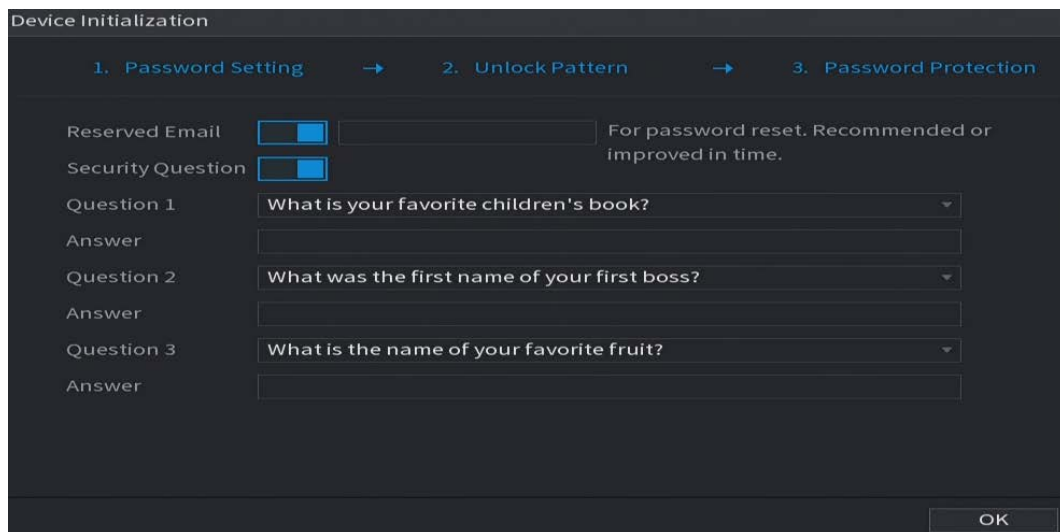 Device Initialization
1. Password Setting → 2. Unlock Pattern → 3. Password Protection
Reserved Email For password reset. Recommended or
improved in time.
Security Question
Question 1 What is your favorite children's book?
Answer
Question 2 What was the first name of your first boss?
Answer
Question 3 What is the name of your favorite fruit?
Answer
OK